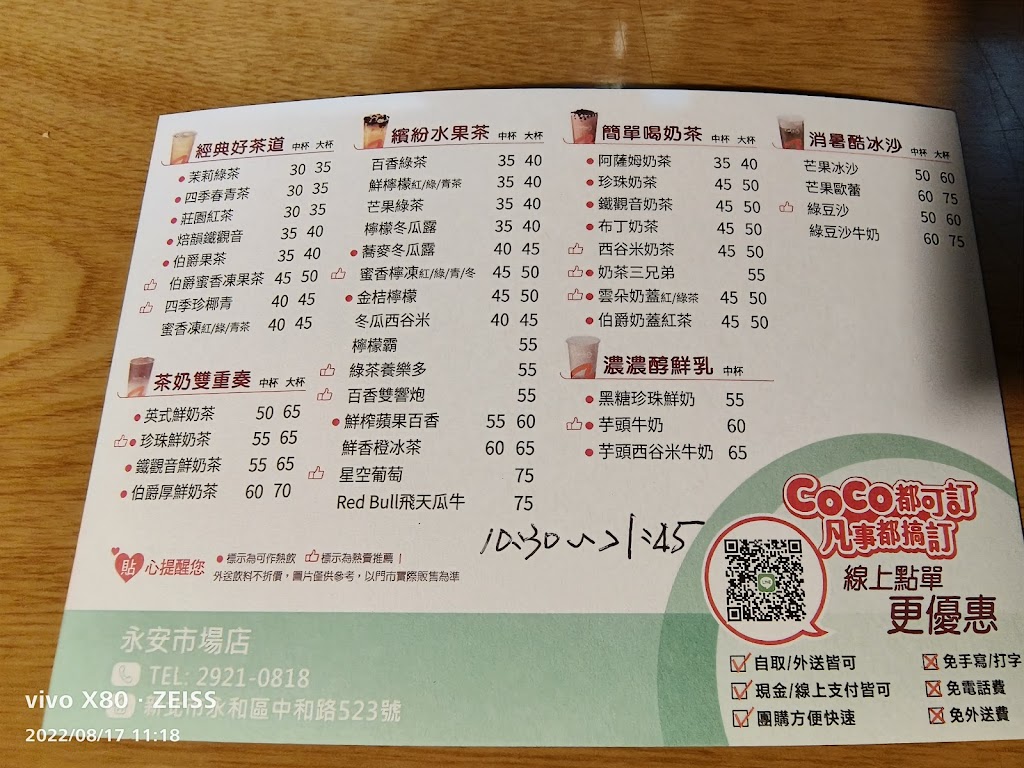 經典好茶道 中杯 大杯
茉莉綠茶 30 35
四季春青茶 30 35
莊園紅茶 30 35
焙韻鐵觀音 35 40
伯爵果茶 35 40
伯爵蜜香凍果茶 45 50
四季珍椰青 40 45
蜜香凍紅/綠/青茶 40 45
茶奶雙重奏 中杯 大杯
英式鮮奶茶 50 65
珍珠鮮奶茶 55 65
鐵觀音鮮奶茶 55 65
伯爵厚鮮奶茶 60 70
繽紛水果茶 中杯 大杯
百香綠茶 35 40
鮮檸檬紅/綠/青茶 35 40
芒果綠茶 35 40
檸檬冬瓜露 35 40
蕎麥冬瓜露 40 45
蜜香檸凍紅/綠/青/冬 45 50
金桔檸檬 45 50
冬瓜西谷米 40 45
檸檬霸 55
綠茶養樂多 55
百香雙響炮 55
鮮榨蘋果百香 55 60
鮮香橙冰茶 60 65
星空葡萄 75
Red Bull飛天瓜牛 75
簡單喝奶茶 中杯 大杯
阿薩姆奶茶 35 40
珍珠奶茶 45 50
鐵觀音奶茶 45 50
布丁奶茶 45 50
西谷米奶茶 45 50
奶茶三兄弟 55
雲朵奶蓋紅/綠茶 45 50
伯爵奶蓋紅茶 45 50
濃濃醇鮮乳 中杯
黑糖珍珠鮮奶 55
芋頭牛奶 60
芋頭西谷米牛奶 65
消暑酷冰沙 中杯 大杯
芒果冰沙 50 60
芒果歐蕾 60 75
綠豆沙 50 60
綠豆沙牛奶 60 75
10:30~>1:45
貼心提醒您
標示為可作熱飲 標示為熱賣推薦 |
外送飲料不折價，圖片僅供參考，以門市實際販售為準
CoCo都可訂
凡事都搞訂
線上點單
更優惠
自取/外送皆可 免手寫/打字
現金/線上支付皆可 免電話費
團購方便快速 免外送費
永安市場店
TEL: 2921-0818
新北市永和區中和路523號
vivo X80 · ZEISS
2022/08/17 11:18